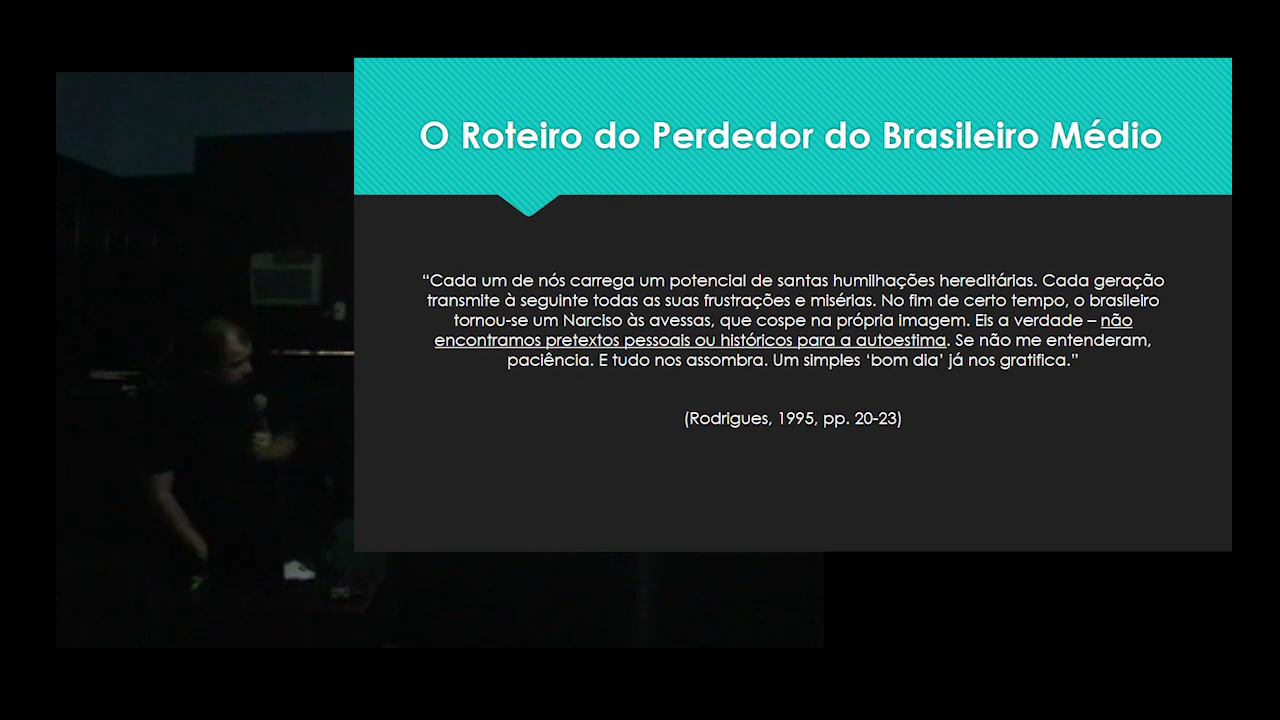 O Roteiro do Perdedor do Brasileiro Médio
“Cada um de nós carrega um potencial de santas humilhações hereditárias. Cada geração
transmite à seguinte todas as suas frustrações e misérias. No fim de certo tempo, o brasileiro
tornou-se um Narciso às avessas, que cospe na própria imagem. Eis a verdade – não
encontramos pretextos pessoais ou históricos para a autoestima. Se não me entenderam,
paciência. E tudo nos assombra. Um simples ‘bom dia’ já nos gratifica.”
(Rodrigues, 1995, pp. 20-23)